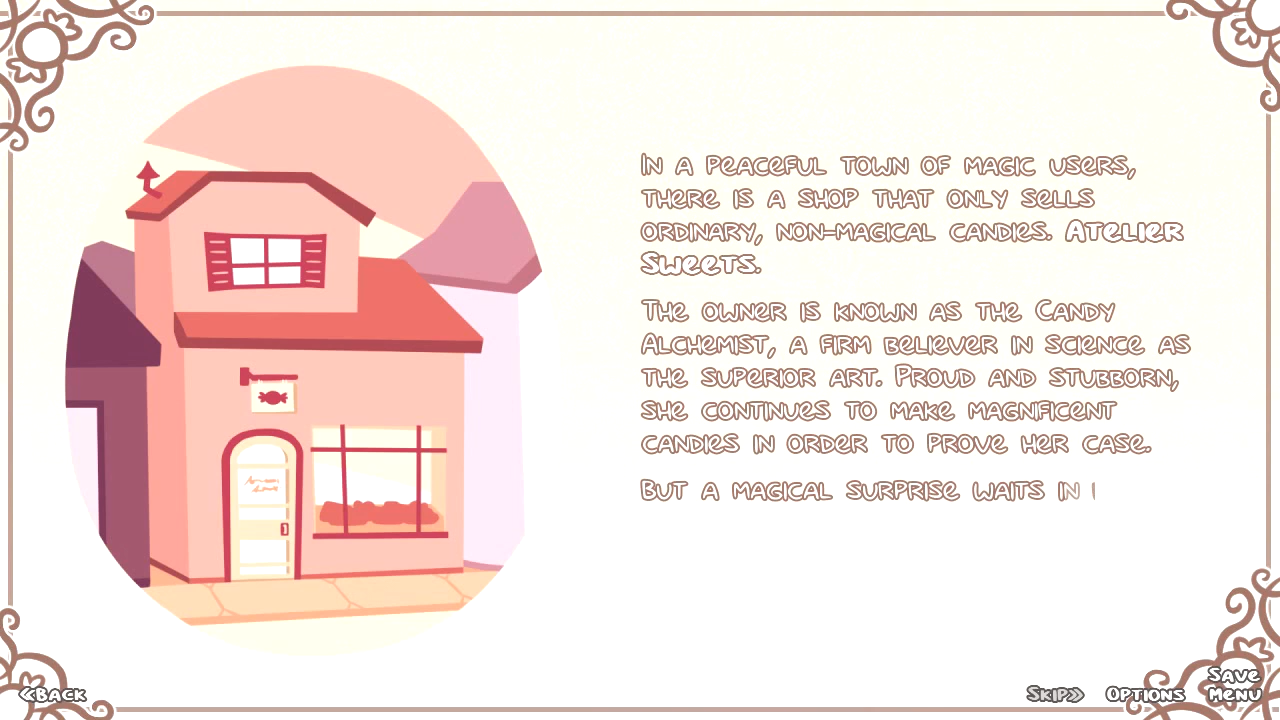 In a peaceful town of magic users,
there is a shop that only sells
ordinary, non-magical candies. Atelier
Sweets.
The owner is known as the Candy
Alchemist, a firm believer in science as
the superior art. Proud and stubborn,
she continues to make magnificent
candies in order to prove her case.
But a magical surprise waits in
«Back
Skip»
Options
Save
Menu